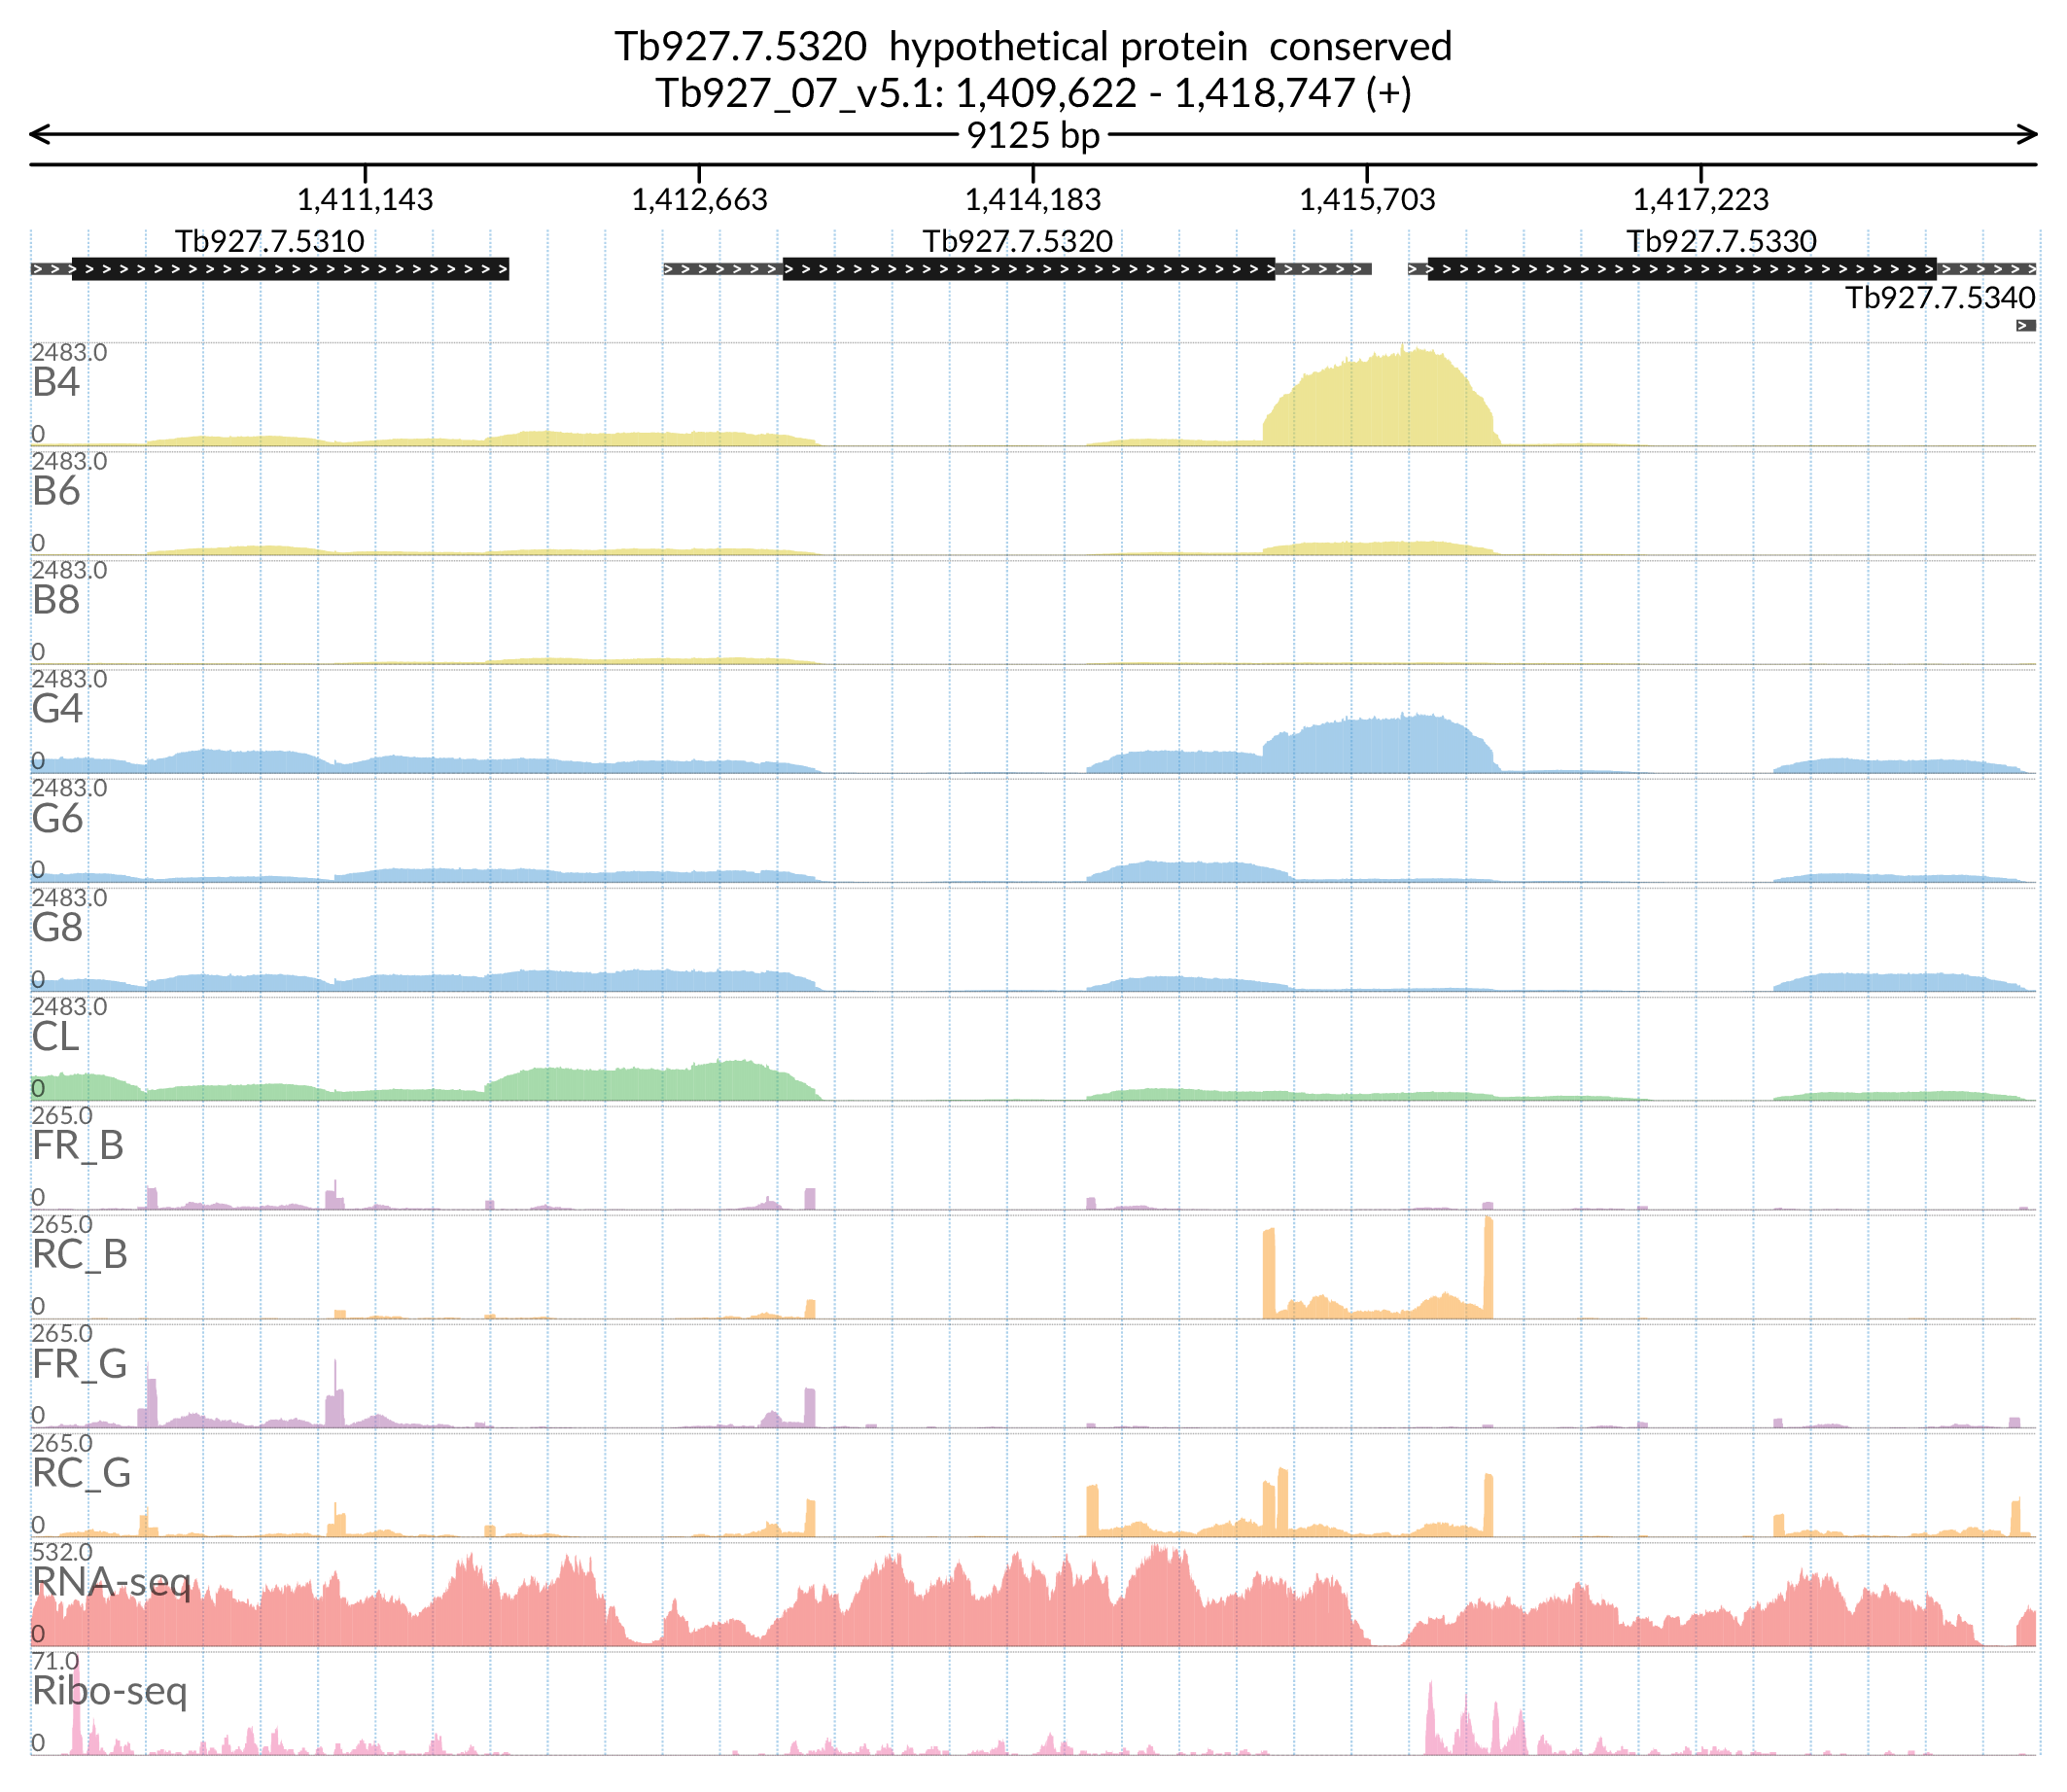 Tb927.7.5320  hypothetical protein  conserved
Tb927_07_v5.1: 1,409,622 - 1,418,747 (+)
9125 bp
1,411,143 1,412,663 1,414,183 1,415,703 1,417,223
Tb927.7.5310 Tb927.7.5320 Tb927.7.5330
Tb927.7.5340
2483.0
B4
0
2483.0
B6
0
2483.0
B8
0
2483.0
G4
0
2483.0
G6
0
2483.0
G8
0
2483.0
CL
0
265.0
FR_B
0
265.0
RC_B
0
265.0
FR_G
0
265.0
RC_G
0
532.0
RNA-seq
0
71.0
Ribo-seq
0